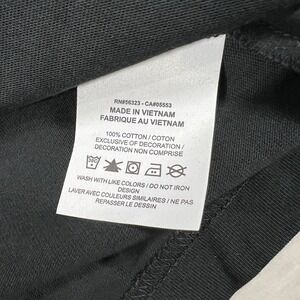 RN#56323 - CA#05553
MADE IN VIETNAM
FABRIQUE AU VIETNAM
100% COTTON / COTON
EXCLUSIVE OF DECORATION /
DECORATION NON COMPRISE
WASH WITH LIKE COLORS / DO NOT IRON
DESIGN
LAVER AVEC COULEURS SIMILAIRES / NE PAS
REPASSER LE DESSIN